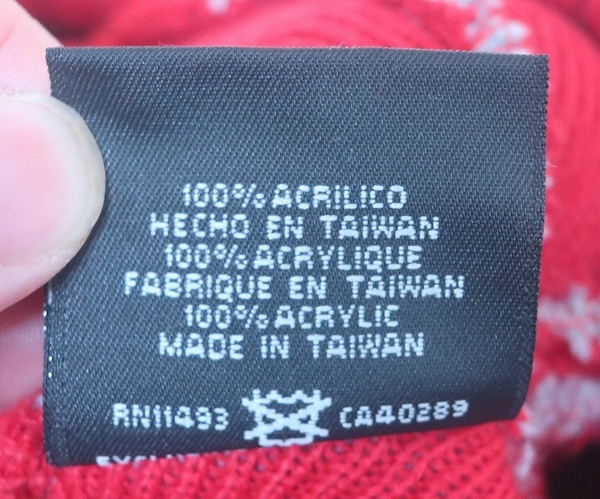 100% ACRILICO
HECHO EN TAIWAN
100% ACRYLIQUE
FABRIQUE EN TAIWAN
100% ACRYLIC
MADE IN TAIWAN
RN11493 CA40289